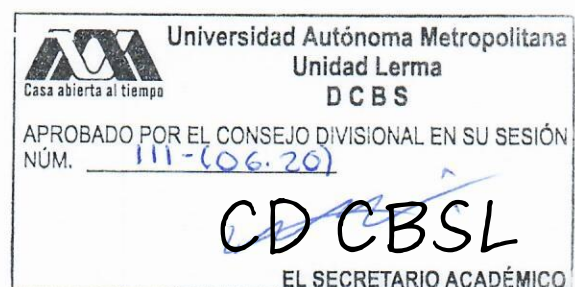 Universidad Autónoma Metropolitana
Unidad Lerma
Casa abierta al tiempo
DCBS
APROBADO POR EL CONSEJO DIVISIONAL EN SU SESIÓN
NÚM. III-(06.20)
CD CBSL
EL SECRETARIO ACADÉMICO